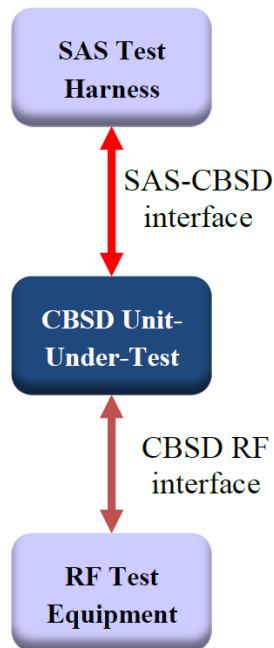 SAS Test
Harness
SAS-CBSD
interface
CBSD Unit-
Under-Test
CBSD RF
interface
RF Test
Equipment